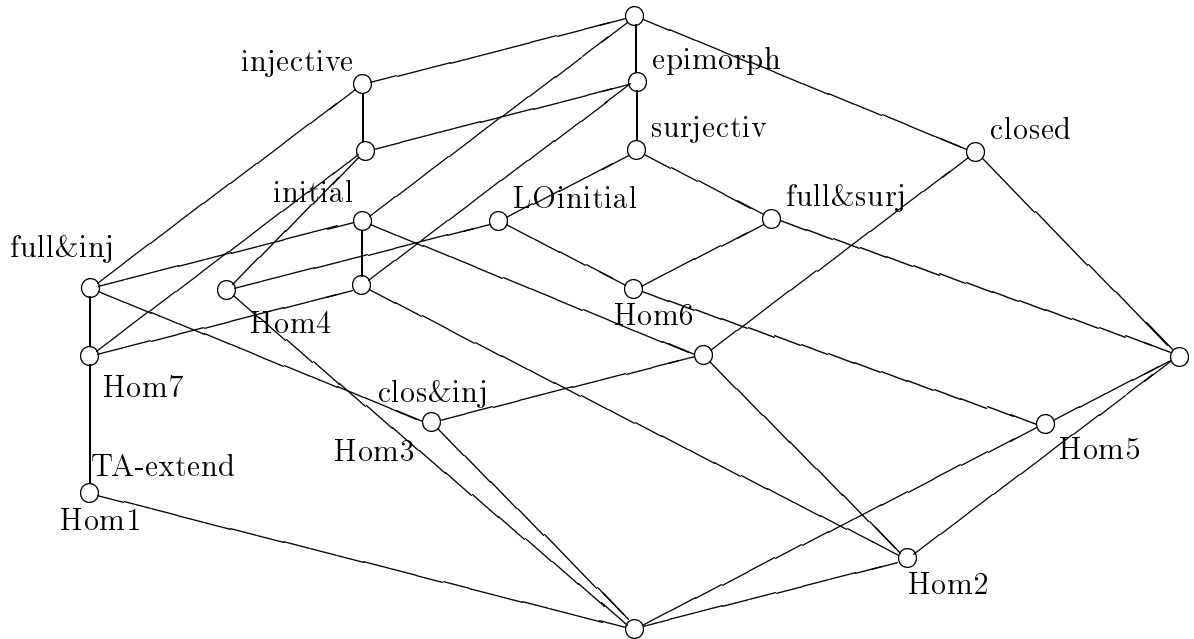 injective
epimorph
surjectiv
closed
initial
LOinitial
full&surj
full&inj
Hom4
Hom6
Hom7
clos&inj
Hom3
Hom5
TA-extend
Hom1
Hom2